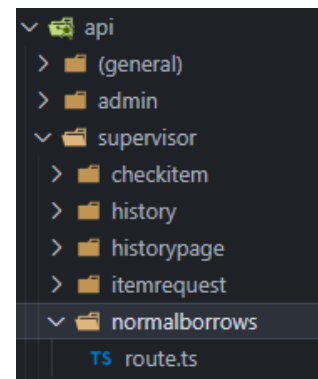 api
(general)
admin
supervisor
checkitem
history
historypage
itemrequest
normalborrows
TS route.ts